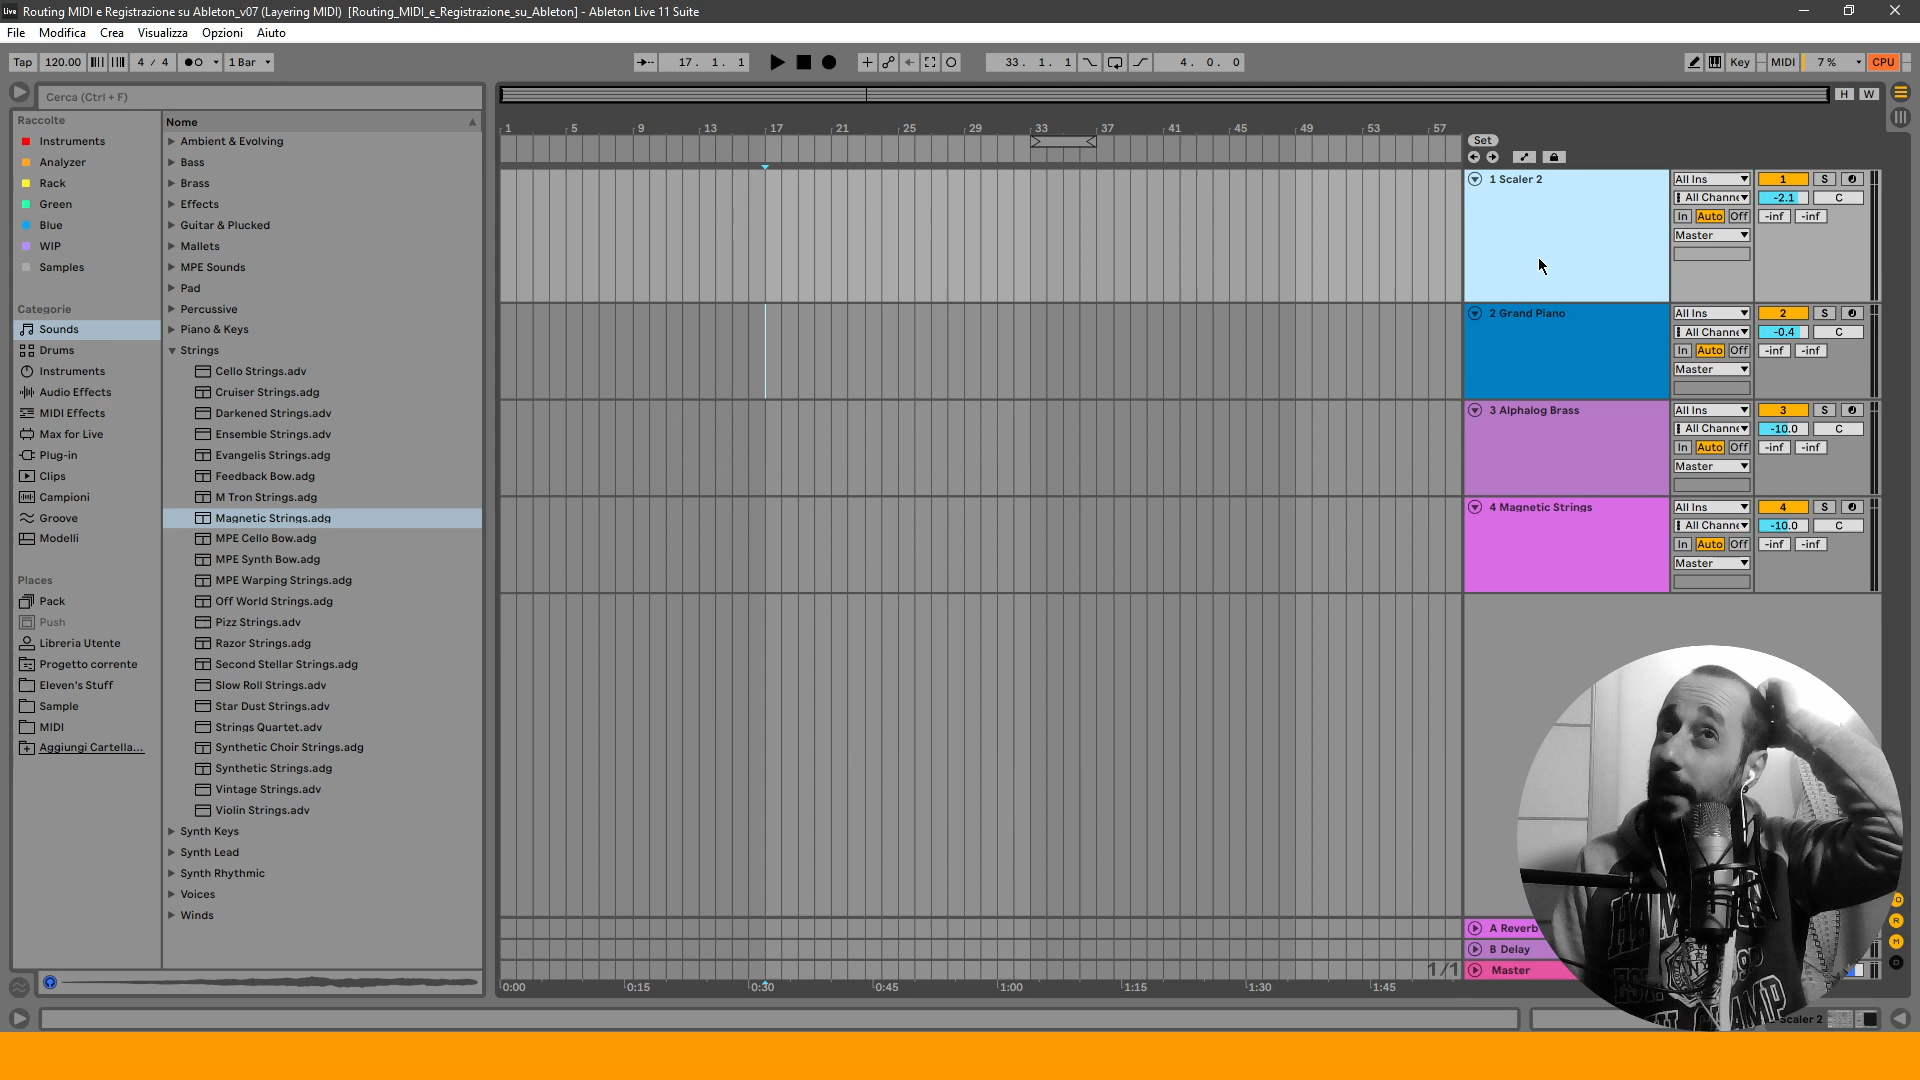 Routing MIDI e Registrazione su Ableton_v07 (Layering MIDI) [Routing_MIDI_e_Registrazione_su_Ableton] - Ableton Live 11 Suite
File Modifica Crea Visualizza Opzioni Aiuto
Tap 120.00 4 / 4 1 Bar 17. 1. 1 33. 1. 1 4. 0. 0 Key MIDI 7 % CPU
Cerca (Ctrl + F)
H W
Raccolte
Instruments
Analyzer
Rack
Green
Blue
WIP
Samples
Categorie
Sounds
Drums
Instruments
Audio Effects
MIDI Effects
Max for Live
Plug-in
Clips
Campioni
Groove
Modelli
Places
Pack
Push
Libreria Utente
Progetto corrente
Eleven's Stuff
Sample
MIDI
Aggiungi Cartella...
Nome
Ambient & Evolving
Bass
Brass
Effects
Guitar & Plucked
Mallets
MPE Sounds
Pad
Percussive
Piano & Keys
Strings
Cello Strings.adv
Cruiser Strings.adg
Darkened Strings.adv
Ensemble Strings.adv
Evangelis Strings.adg
Feedback Bow.adg
M Tron Strings.adg
Magnetic Strings.adg
MPE Cello Bow.adg
MPE Synth Bow.adg
MPE Warping Strings.adg
Off World Strings.adg
Pizz Strings.adv
Razor Strings.adg
Second Stellar Strings.adg
Slow Roll Strings.adv
Star Dust Strings.adv
Strings Quartet.adv
Synthetic Choir Strings.adg
Synthetic Strings.adg
Vintage Strings.adv
Violin Strings.adv
Synth Keys
Synth Lead
Synth Rhythmic
Voices
Winds
1 5 9 13 17 21 25 29 33 37 41 45 49 53 57
Set
1 Scaler 2 All Ins 1 S
All Channe -2.1 C
In Auto Off -inf -inf
Master
2 Grand Piano All Ins 2 S
All Channe -0.4 C
In Auto Off -inf -inf
Master
3 Alphalog Brass All Ins 3 S
All Channe -10.0 C
In Auto Off -inf -inf
Master
4 Magnetic Strings All Ins 4 S
All Channe -10.0 C
In Auto Off -inf -inf
Master
A Reverb
B Delay
1/1 Master
R
M
D
0:00 0:15 0:30 0:45 1:00 1:15 1:30 1:45
Scaler 2